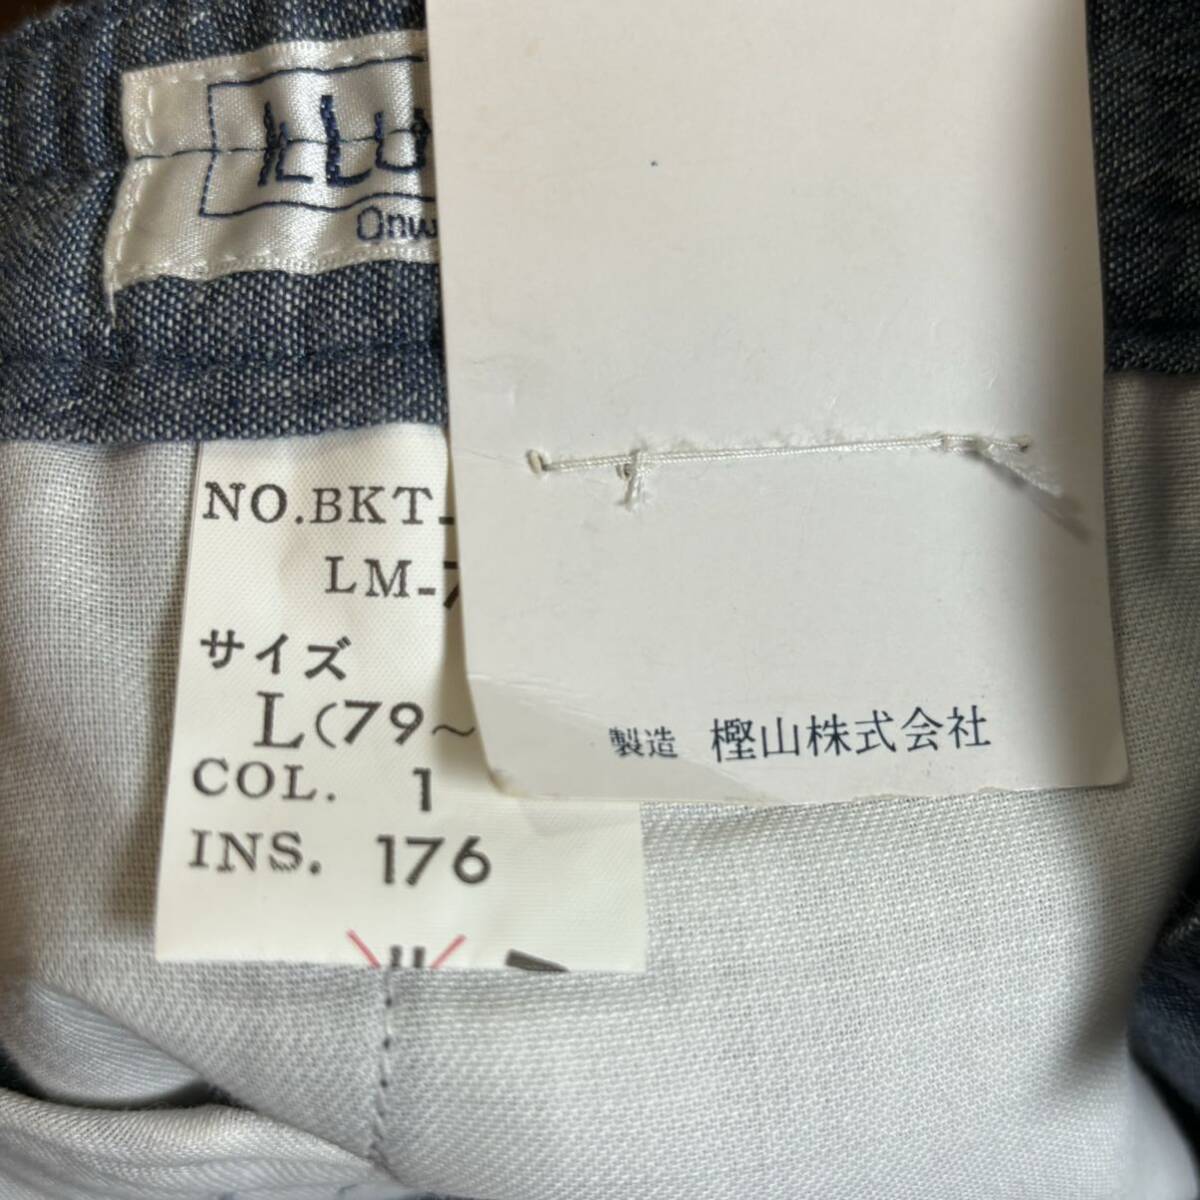 NO.BKT-
LM-7
サイズ
L(79~
COL. 1
INS. 176
製造 樫山株式会社